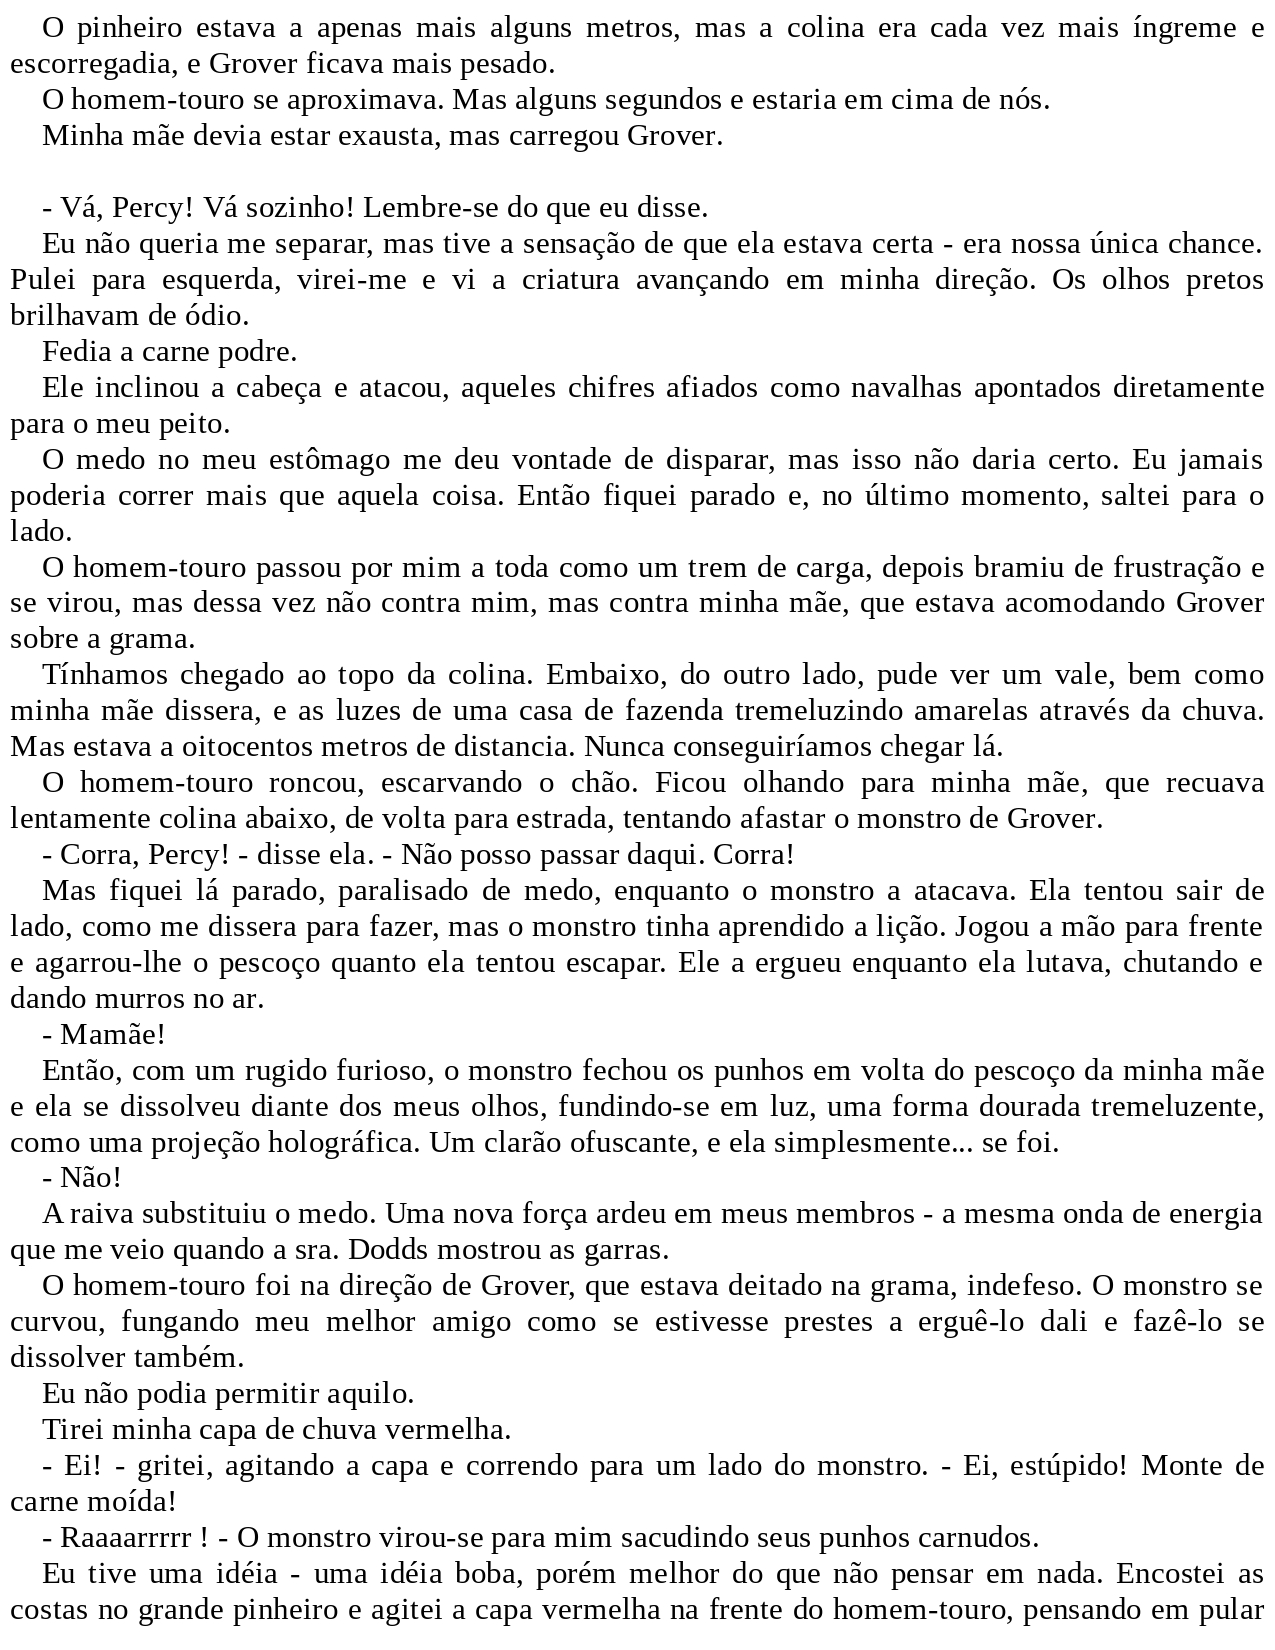 O pinheiro estava a apenas mais alguns metros, mas a colina era cada vez mais íngreme e
escorregadia, e Grover ficava mais pesado.
O homem-touro se aproximava. Mas alguns segundos e estaria em cima de nós.
Minha mãe devia estar exausta, mas carregou Grover.
- Vá, Percy! Vá sozinho! Lembre-se do que eu disse.
Eu não queria me separar, mas tive a sensação de que ela estava certa - era nossa única chance.
Pulei para esquerda, virei-me e vi a criatura avançando em minha direção. Os olhos pretos
brilhavam de ódio.
Fedia a carne podre.
Ele inclinou a cabeça e atacou, aqueles chifres afiados como navalhas apontados diretamente
para o meu peito.
O medo no meu estômago me deu vontade de disparar, mas isso não daria certo. Eu jamais
poderia correr mais que aquela coisa. Então fiquei parado e, no último momento, saltei para o
lado.
O homem-touro passou por mim a toda como um trem de carga, depois bramiu de frustração e
se virou, mas dessa vez não contra mim, mas contra minha mãe, que estava acomodando Grover
sobre a grama.
Tínhamos chegado ao topo da colina. Embaixo, do outro lado, pude ver um vale, bem como
minha mãe dissera, e as luzes de uma casa de fazenda tremeluzindo amarelas através da chuva.
Mas estava a oitocentos metros de distancia. Nunca conseguiríamos chegar lá.
O homem-touro roncou, escarvando o chão. Ficou olhando para minha mãe, que recuava
lentamente colina abaixo, de volta para estrada, tentando afastar o monstro de Grover.
- Corra, Percy! - disse ela. - Não posso passar daqui. Corra!
Mas fiquei lá parado, paralisado de medo, enquanto o monstro a atacava. Ela tentou sair de
lado, como me dissera para fazer, mas o monstro tinha aprendido a lição. Jogou a mão para frente
e agarrou-lhe o pescoço quanto ela tentou escapar. Ele a ergueu enquanto ela lutava, chutando e
dando murros no ar.
- Mamãe!
Então, com um rugido furioso, o monstro fechou os punhos em volta do pescoço da minha mãe
e ela se dissolveu diante dos meus olhos, fundindo-se em luz, uma forma dourada tremeluzente,
como uma projeção holográfica. Um clarão ofuscante, e ela simplesmente... se foi.
- Não!
A raiva substituiu o medo. Uma nova força ardeu em meus membros - a mesma onda de energia
que me veio quando a sra. Dodds mostrou as garras.
O homem-touro foi na direção de Grover, que estava deitado na grama, indefeso. O monstro se
curvou, fungando meu melhor amigo como se estivesse prestes a erguê-lo dali e fazê-lo se
dissolver também.
Eu não podia permitir aquilo.
Tirei minha capa de chuva vermelha.
- Ei! - gritei, agitando a capa e correndo para um lado do monstro. - Ei, estúpido! Monte de
carne moída!
- Raaaarrrrr ! - O monstro virou-se para mim sacudindo seus punhos carnudos.
Eu tive uma idéia - uma idéia boba, porém melhor do que não pensar em nada. Encostei as
costas no grande pinheiro e agitei a capa vermelha na frente do homem-touro, pensando em pular